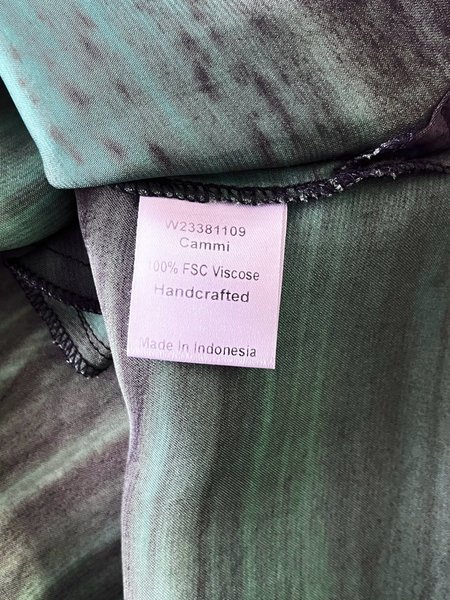 W23381109
Cammi
100% FSC Viscose
Handcrafted
Made In Indonesia